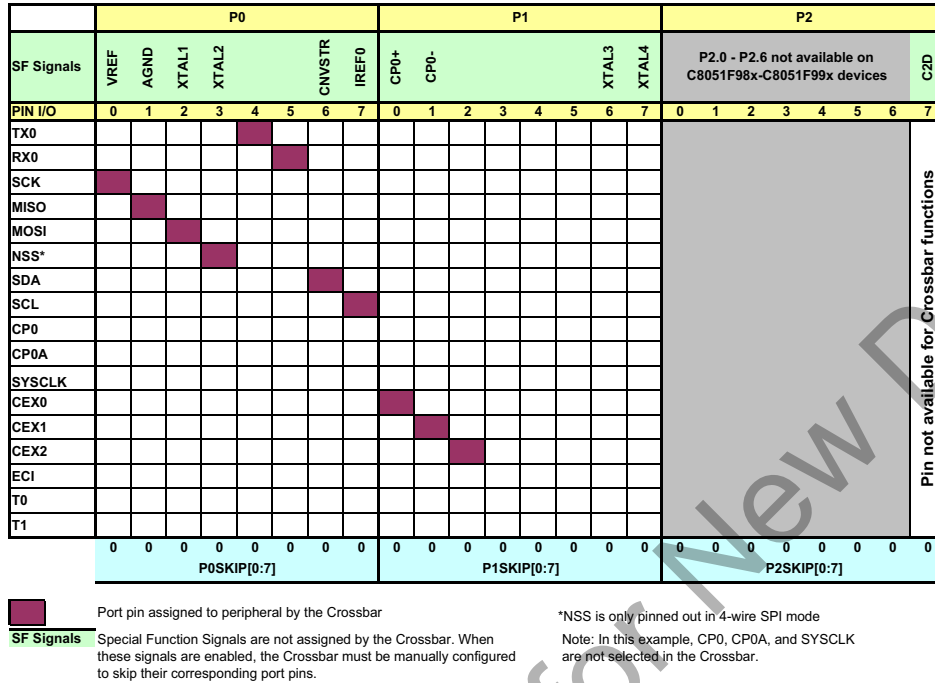 P0 P1 P2
SF Signals VREF AGND XTAL1 XTAL2 CNVSTR IREF0 CP0+ CP0- XTAL3 XTAL4 P2.0 - P2.6 not available on C8051F98x-C8051F99x devices C2D
PIN I/O 0 1 2 3 4 5 6 7 0 1 2 3 4 5 6 7 0 1 2 3 4 5 6 7
TX0
RX0
SCK
MISO
MOSI
NSS*
SDA
SCL
CP0
CP0A
SYSCLK
CEX0
CEX1
CEX2
ECI
T0
T1
Pin not available for Crossbar functions
0 0 0 0 0 0 0 0 0 0 0 0 0 0 0 0 0 0 0 0 0 0 0 0
P0SKIP[0:7] P1SKIP[0:7] P2SKIP[0:7]
Port pin assigned to peripheral by the Crossbar
SF Signals Special Function Signals are not assigned by the Crossbar. When
these signals are enabled, the Crossbar must be manually configured
to skip their corresponding port pins.
*NSS is only pinned out in 4-wire SPI mode
Note: In this example, CP0, CP0A, and SYSCLK
are not selected in the Crossbar.
for New D